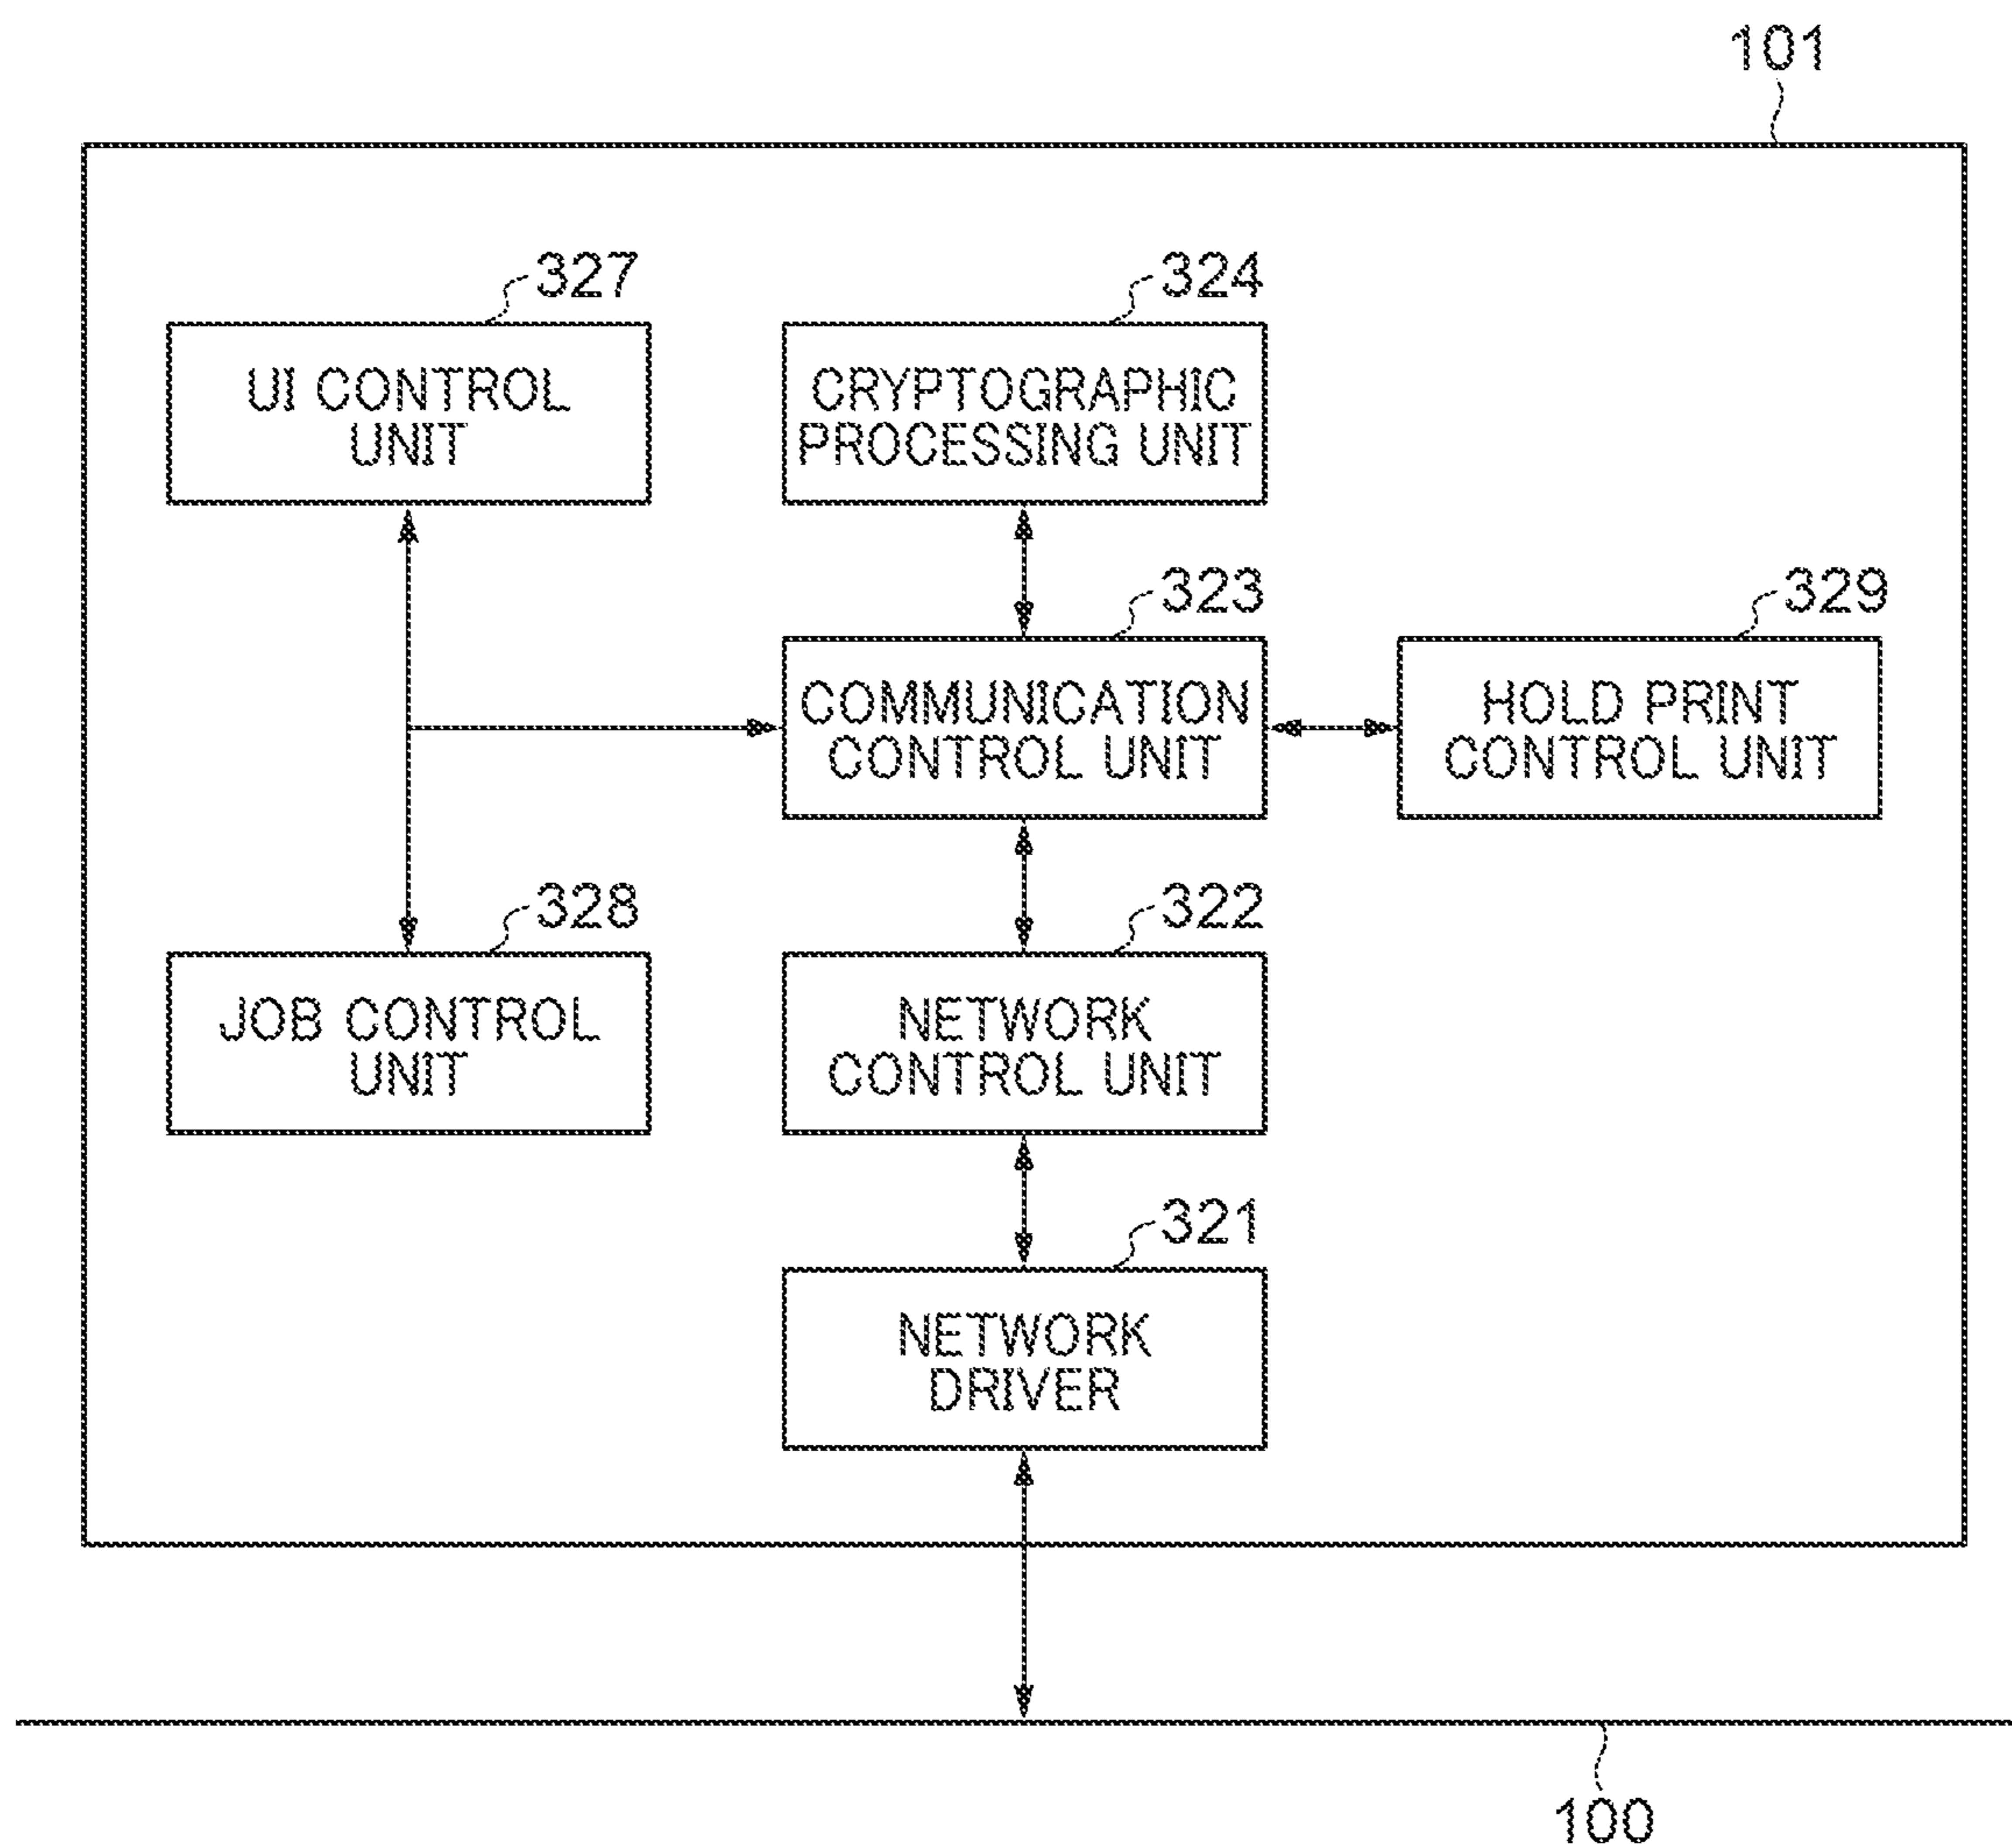 101
327
UI CONTROL
UNIT
324
CRYPTOGRAPHIC
PROCESSING UNIT
323
COMMUNICATION
CONTROL UNIT
329
HOLD PRINT
CONTROL UNIT
328
JOB CONTROL
UNIT
322
NETWORK
CONTROL UNIT
321
NETWORK
DRIVER
100